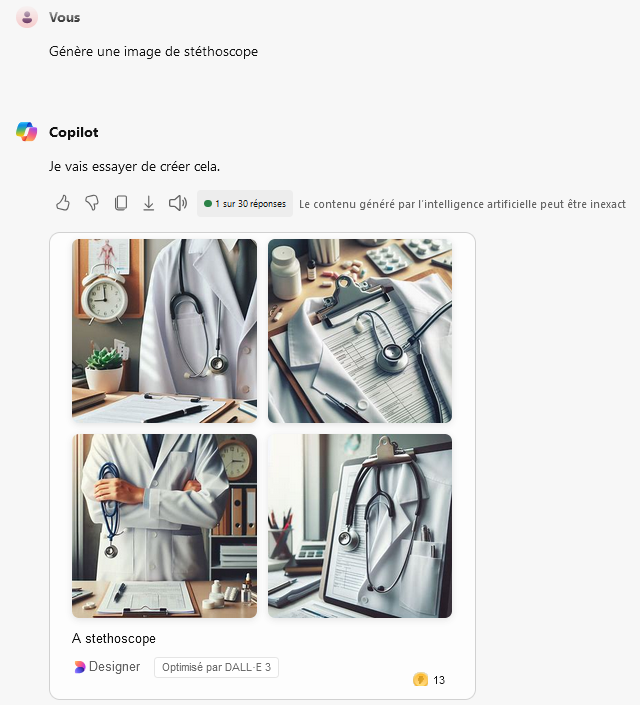 Vous
Génère une image de stéthoscope
Copilot
Je vais essayer de créer cela.
1 sur 30 réponses
Le contenu généré par l'intelligence artificielle peut être inexact
A stethoscope
Designer
Optimisé par DALL·E 3
13